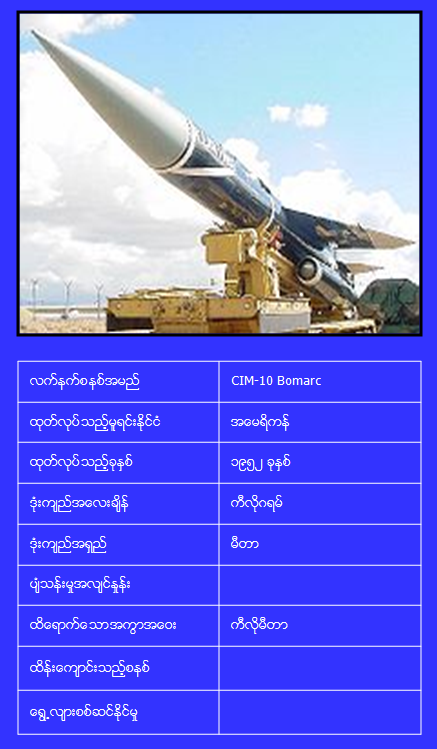 လက်နက်စနစ်အမည် CIM-10 Bomarc
ထုတ်လုပ်သည့်မူရင်းနိုင်ငံ အမေရိကန်
ထုတ်လုပ်သည့်ခုနှစ် ၁၉၅၂ ခုနှစ်
ဒုံးကျည်အလေးချိန် ကီလိုဂရမ်
ဒုံးကျည်အရှည် မီတာ
ပျံသန်းမှုအလျင်နှုန်း
ထိရောက်သောအကွာအဝေး ကီလိုမီတာ
ထိန်းကျောင်းသည့်စနစ်
ရွေ့လျားစစ်ဆင်နိုင်မှု